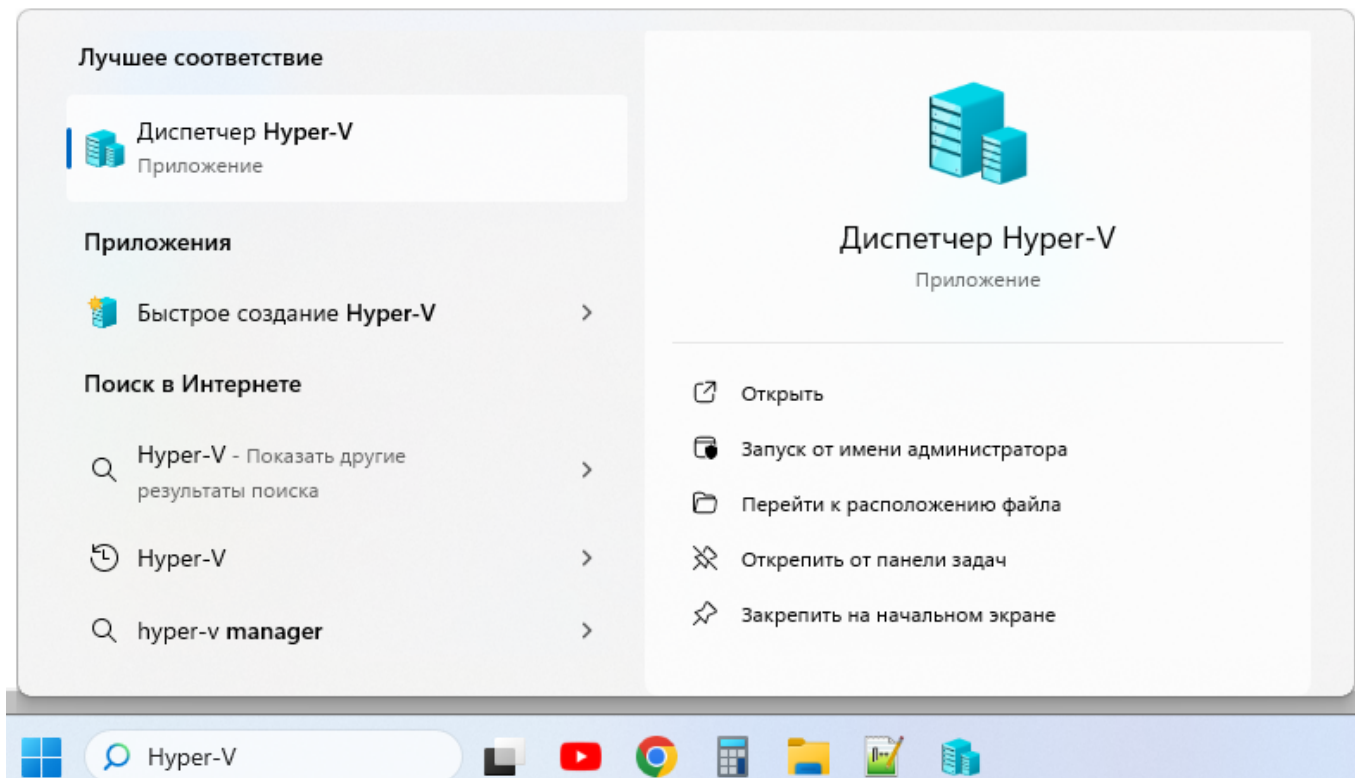 Лучшее соответствие
Диспетчер Hyper-V
Приложение
Приложения
Быстрое создание Hyper-V
Поиск в Интернете
Hyper-V - Показать другие
результаты поиска
Hyper-V
hyper-v manager
Диспетчер Hyper-V
Приложение
Открыть
Запуск от имени администратора
Перейти к расположению файла
Открепить от панели задач
Закрепить на начальном экране
Hyper-V